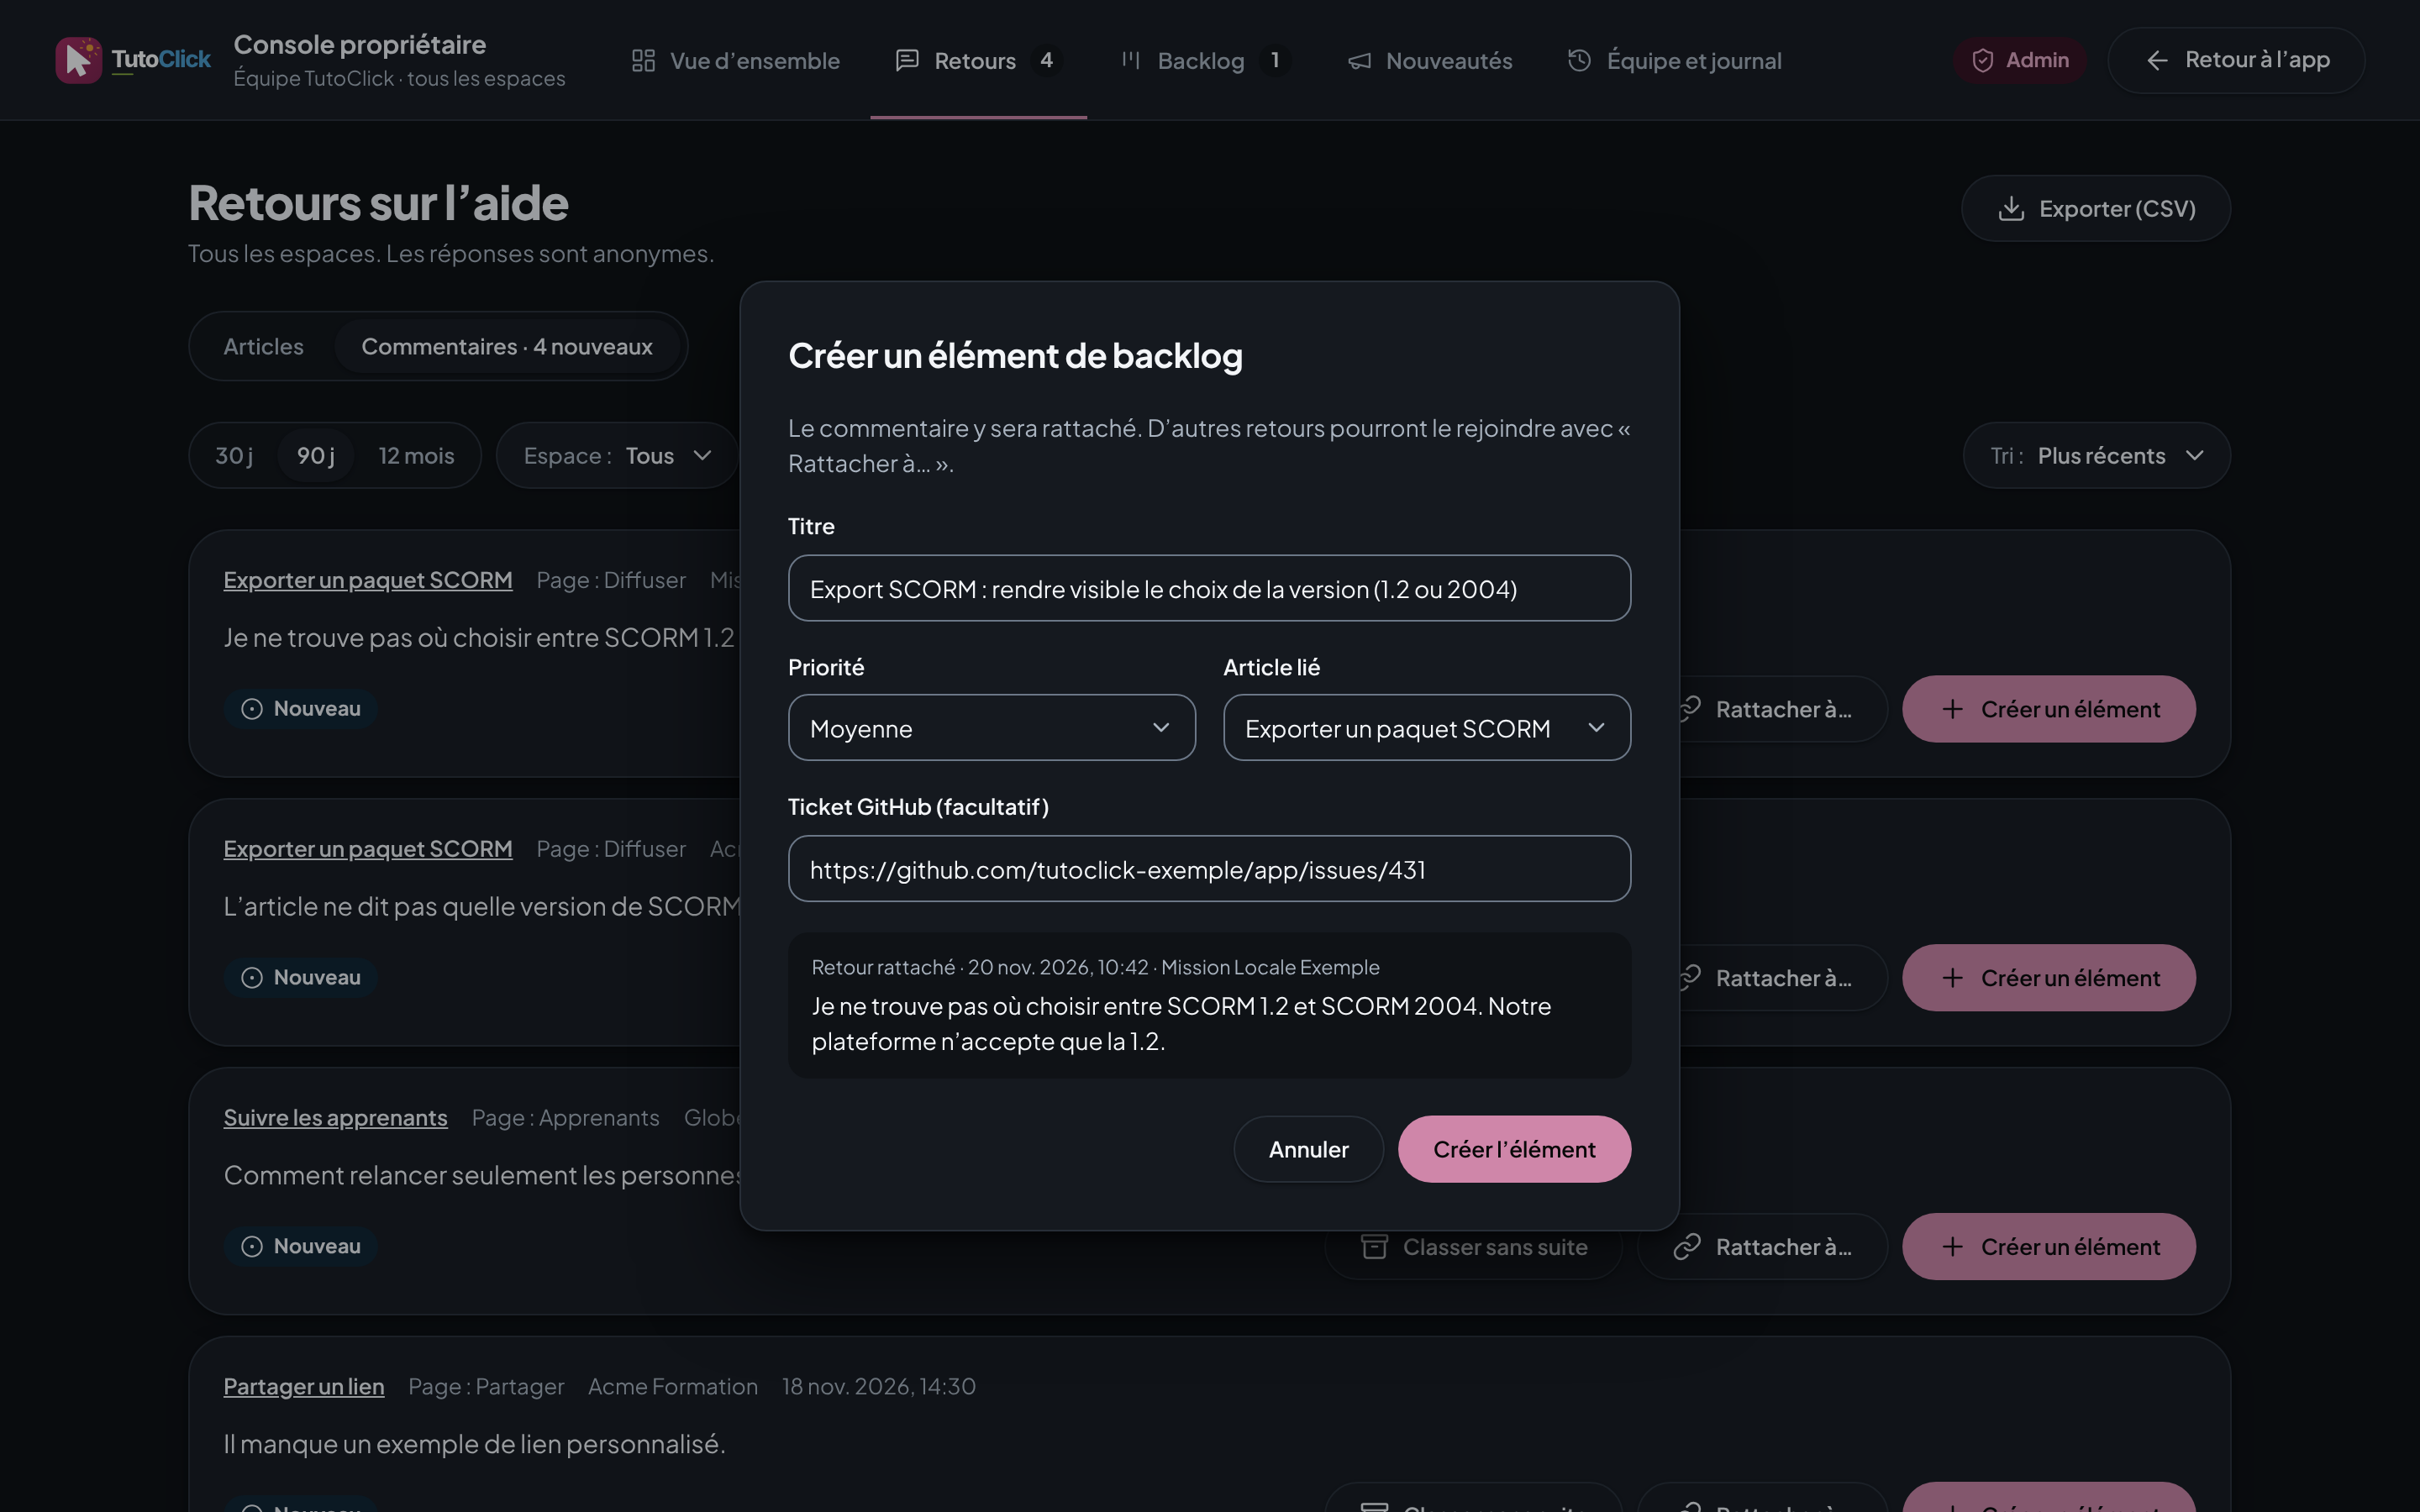 TutoClick
Console propriétaire
Équipe TutoClick · tous les espaces
Vue d’ensemble
Retours 4
Backlog 1
Nouveautés
Équipe et journal
Admin
Retour à l’app
Retours sur l’aide
Tous les espaces. Les réponses sont anonymes.
Exporter (CSV)
Articles
Commentaires · 4 nouveaux
30 j
90 j
12 mois
Espace : Tous
Tri : Plus récents
Exporter un paquet SCORM Page : Diffuser
Je ne trouve pas où choisir entre SCORM 1.2
Nouveau
Rattacher à…
Créer un élément
Exporter un paquet SCORM Page : Diffuser
L’article ne dit pas quelle version de SCORM
Nouveau
Rattacher à…
Créer un élément
Suivre les apprenants Page : Apprenants
Comment relancer seulement les personnes
Nouveau
Classer sans suite
Rattacher à…
Créer un élément
Partager un lien Page : Partager Acme Formation 18 nov. 2026, 14:30
Il manque un exemple de lien personnalisé.
Créer un élément de backlog
Le commentaire y sera rattaché. D’autres retours pourront le rejoindre avec «
Rattacher à… ».
Titre
Export SCORM : rendre visible le choix de la version (1.2 ou 2004)
Priorité
Moyenne
Article lié
Exporter un paquet SCORM
Ticket GitHub (facultatif)
https://github.com/tutoclick-exemple/app/issues/431
Retour rattaché · 20 nov. 2026, 10:42 · Mission Locale Exemple
Je ne trouve pas où choisir entre SCORM 1.2 et SCORM 2004. Notre
plateforme n’accepte que la 1.2.
Annuler
Créer l’élément